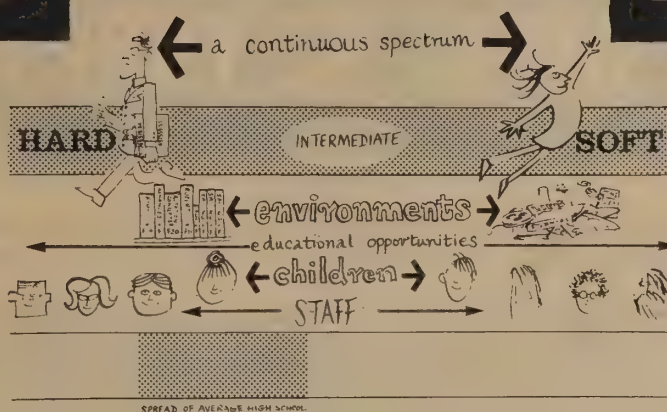 a continuous spectrum
HARD INTERMEDIATE SOFT
environments
educational opportunities
children
STAFF
SPREAD OF AVERAGE HIGH SCHOOL